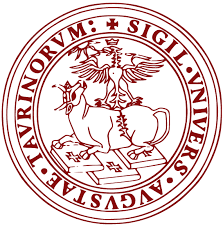 ✠ SIGIL · VNIVERS · AVGVSTAE · TAVRINORVM: